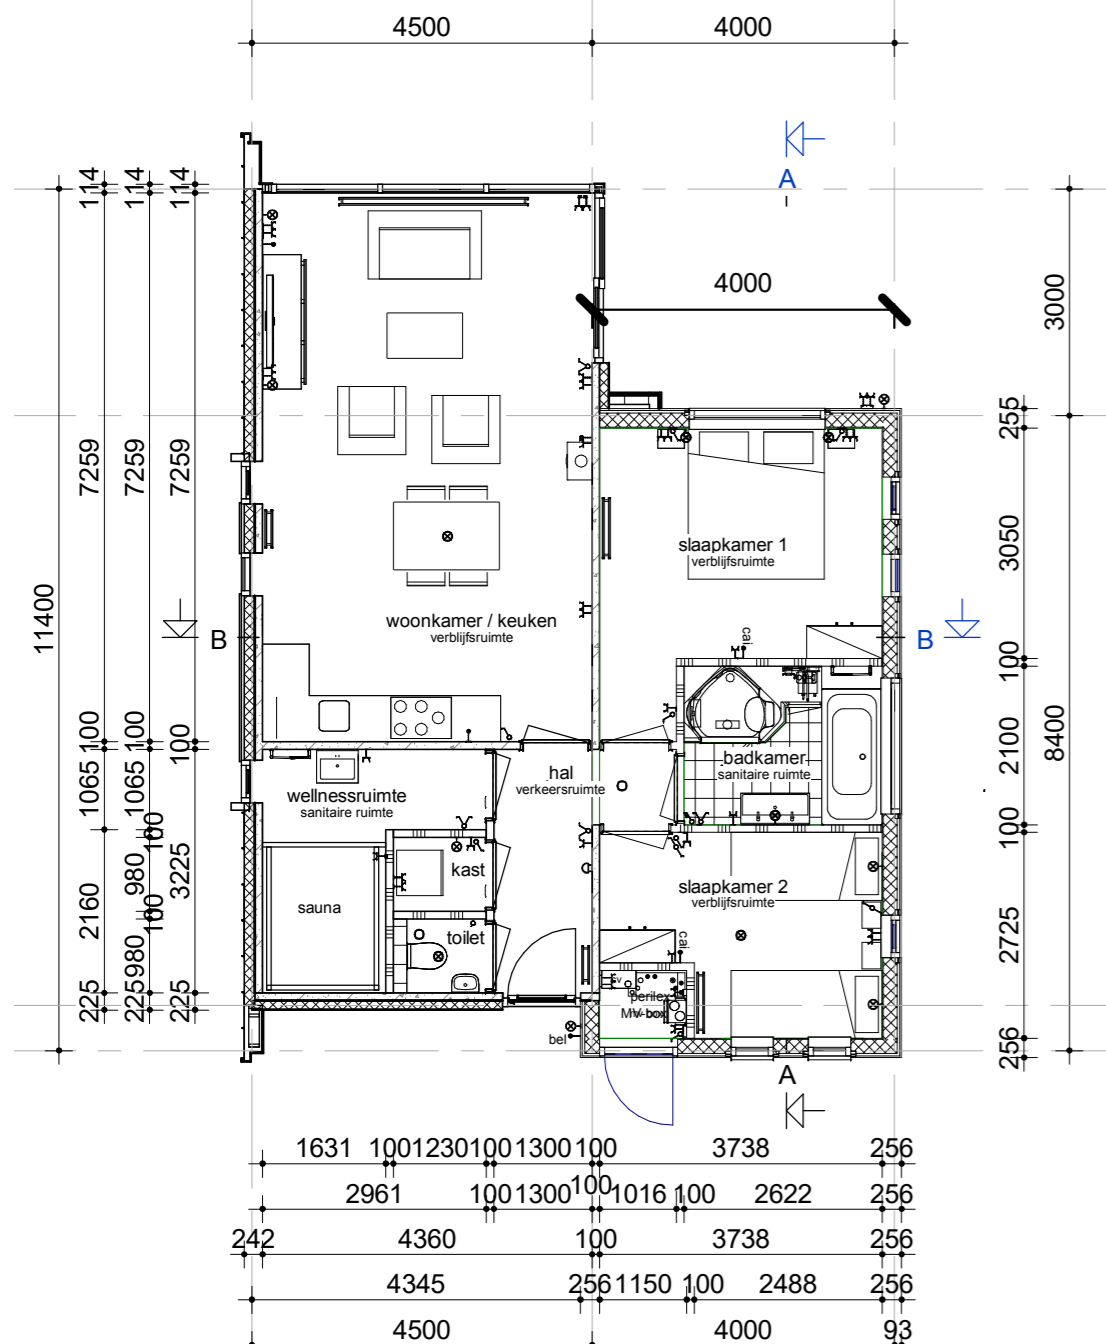 4500 4000
A
4000
114 114 114
3000
255
7259 7259 7259
3050
11400
slaapkamer 1
verblijfsruimte
woonkamer / keuken
verblijfsruimte
B B
cai
100 100 100
100
2100
8400
badkamer
sanitaire ruimte
hal
verkeersruimte
wellnessruimte
sanitaire ruimte
1065 1065
100
100
kast
980
3225
slaapkamer 2
verblijfsruimte
sauna
2160
100
toilet
cai
2725
980
225 225 225
perilex
MV-box
bel
256
A
1631 100 1230 100 1300 100 3738 256
2961 100 1300 100 1016 100 2622 256
242 4360 100 3738 256
4345 256 1150 100 2488 256
4500 4000 93